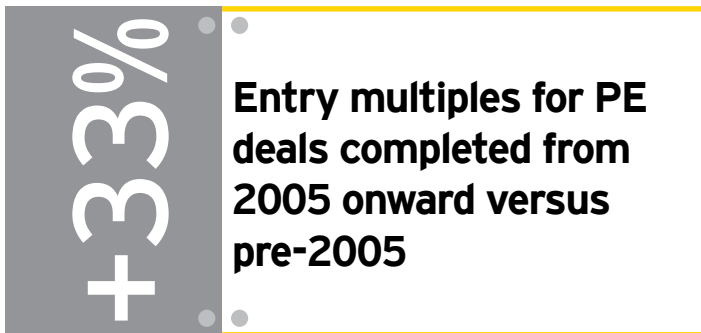 +33%
Entry multiples for PE
deals completed from
2005 onward versus
pre-2005